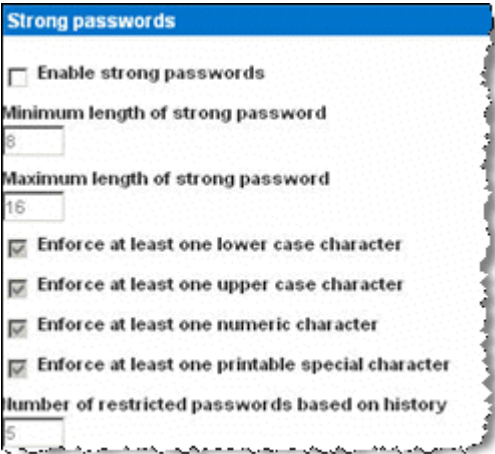 Strong passwords
Enable strong passwords
Minimum length of strong password
8
Maximum length of strong password
16
Enforce at least one lower case character
Enforce at least one upper case character
Enforce at least one numeric character
Enforce at least one printable special character
Number of restricted passwords based on history
5